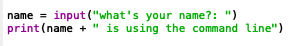 name = input("what's your name?: ")
print(name + " is using the command line")